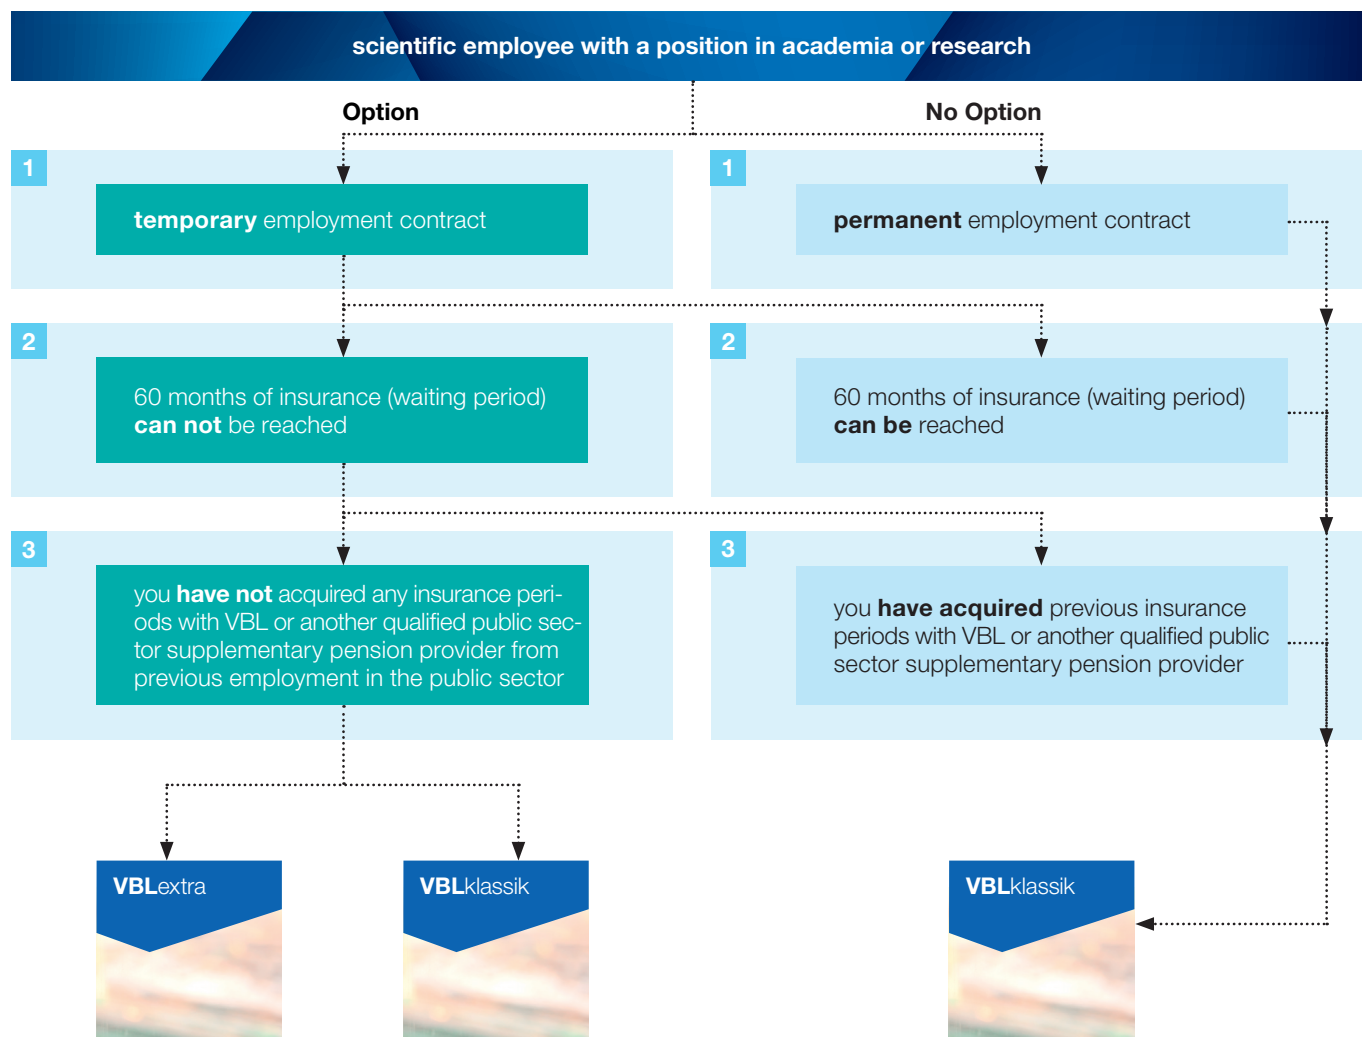 scientific employee with a position in academia or research
Option
No Option
1
temporary employment contract
1
permanent employment contract
2
60 months of insurance (waiting period)
can not be reached
2
60 months of insurance (waiting period)
can be reached
3
you have not acquired any insurance peri-
ods with VBL or another qualified public sec-
tor supplementary pension provider from
previous employment in the public sector
3
you have acquired previous insurance
periods with VBL or another qualified public
sector supplementary pension provider
VBLextra
VBLklassik
VBLklassik